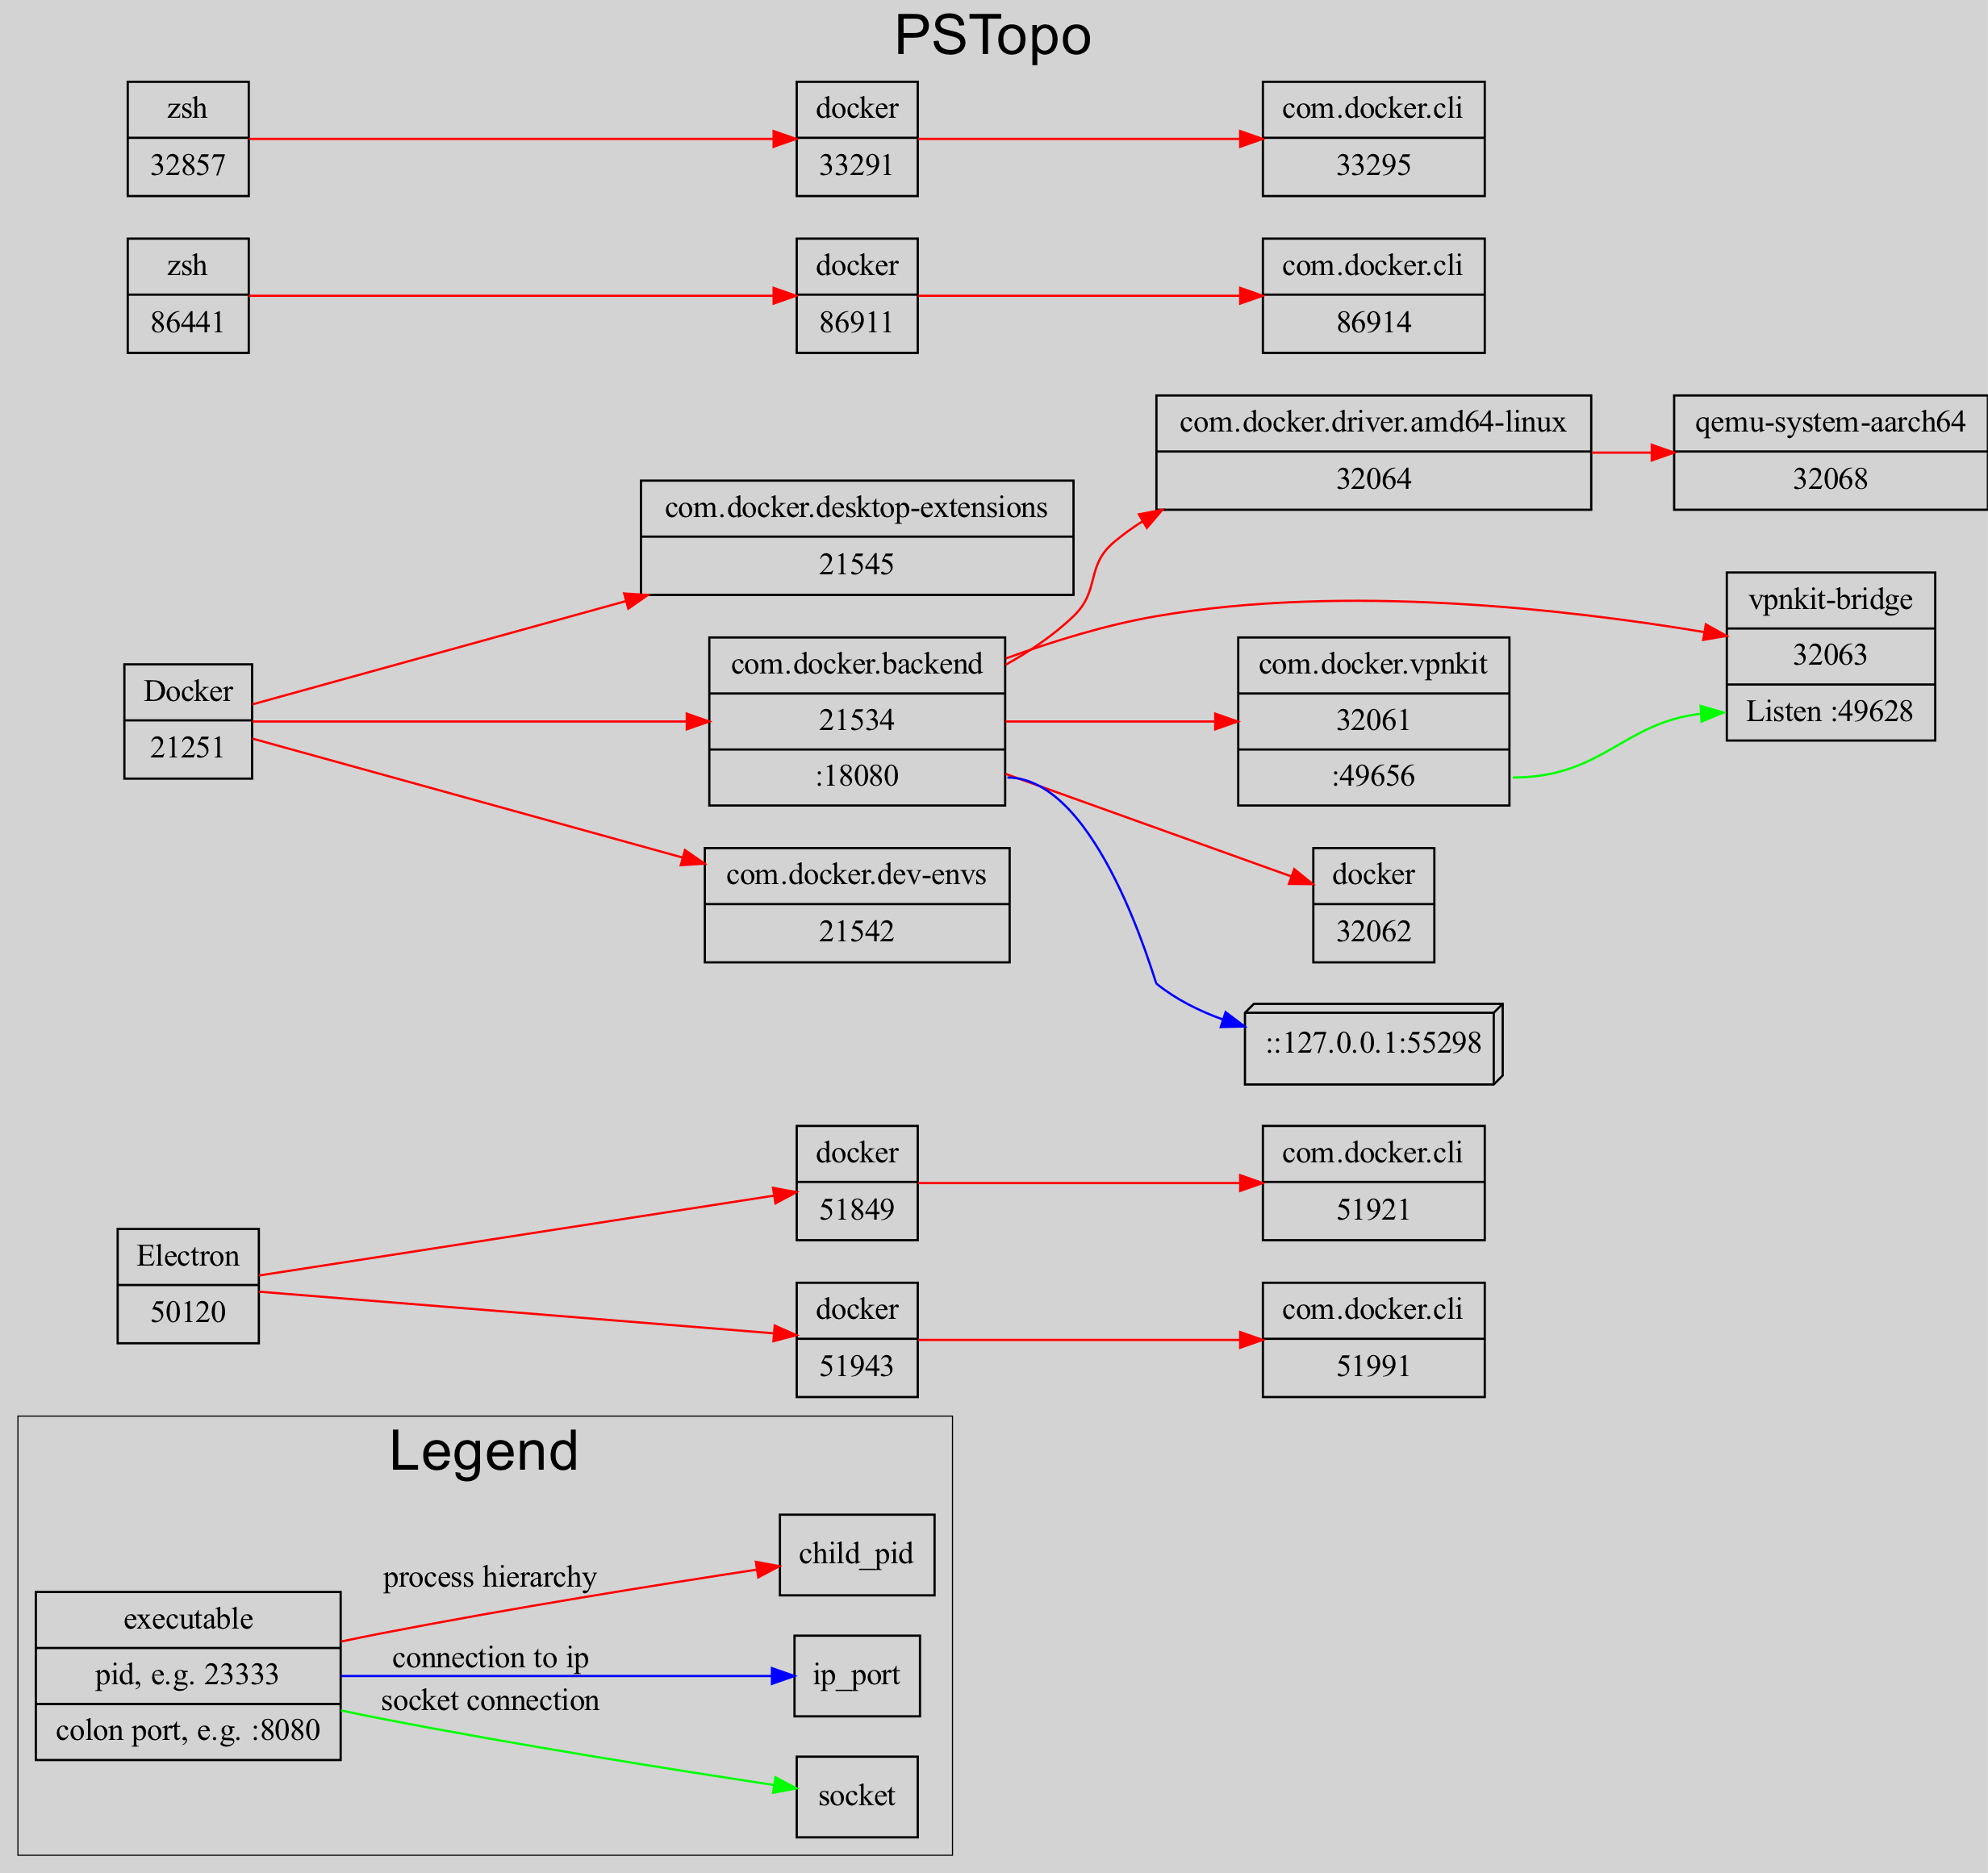 PSTopo
zsh
32857
docker
33291
com.docker.cli
33295
zsh
86441
docker
86911
com.docker.cli
86914
com.docker.driver.amd64-linux
32064
qemu-system-aarch64
32068
com.docker.desktop-extensions
21545
vpnkit-bridge
32063
Listen :49628
Docker
21251
com.docker.backend
21534
:18080
com.docker.vpnkit
32061
:49656
com.docker.dev-envs
21542
docker
32062
::127.0.0.1:55298
Electron
50120
docker
51849
com.docker.cli
51921
docker
51943
com.docker.cli
51991
Legend
executable
pid, e.g. 23333
colon port, e.g. :8080
process hierarchy
connection to ip
socket connection
child_pid
ip_port
socket